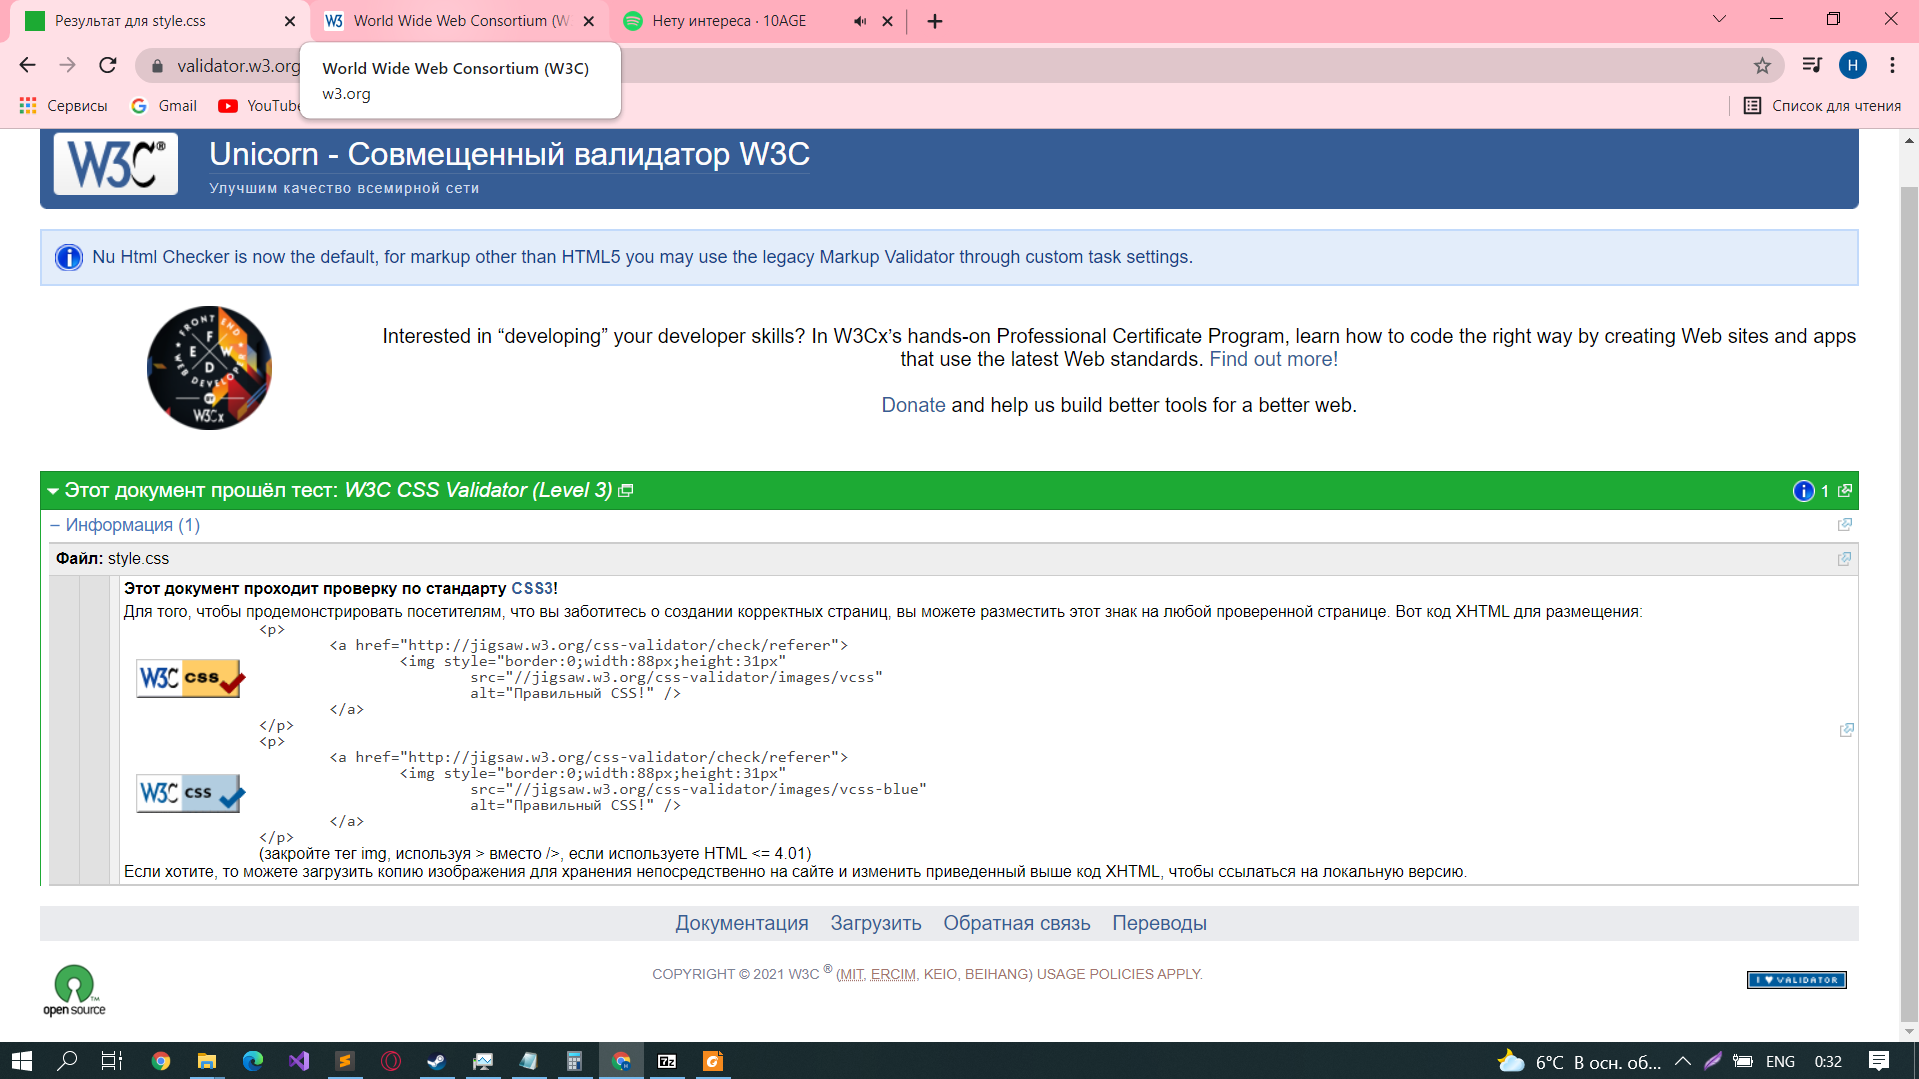 Результат для style.css
World Wide Web Consortium (W
Нету интереса · 10AGE
validator.w3.org
H
World Wide Web Consortium (W3C)
w3.org
Сервисы
Gmail
YouTube
Список для чтения
W3C®
Unicorn - Совмещенный валидатор W3C
Улучшим качество всемирной сети
Nu Html Checker is now the default, for markup other than HTML5 you may use the legacy Markup Validator through custom task settings.
FRONT END
WEB DEVELOP
F E W D
BY
W3Cx
Interested in “developing” your developer skills? In W3Cx’s hands-on Professional Certificate Program, learn how to code the right way by creating Web sites and apps
that use the latest Web standards. Find out more!
Donate and help us build better tools for a better web.
Этот документ прошёл тест: W3C CSS Validator (Level 3)
1
− Информация (1)
Файл: style.css
Этот документ проходит проверку по стандарту CSS3!
Для того, чтобы продемонстрировать посетителям, что вы заботитесь о создании корректных страниц, вы можете разместить этот знак на любой проверенной странице. Вот код XHTML для размещения:
<p>
<a href="http://jigsaw.w3.org/css-validator/check/referer">
<img style="border:0;width:88px;height:31px"
src="//jigsaw.w3.org/css-validator/images/vcss"
alt="Правильный CSS!" />
</a>
</p>
W3C css
<p>
<a href="http://jigsaw.w3.org/css-validator/check/referer">
<img style="border:0;width:88px;height:31px"
src="//jigsaw.w3.org/css-validator/images/vcss-blue"
alt="Правильный CSS!" />
</a>
</p>
W3C css
(закройте тег img, используя > вместо />, если используете HTML <= 4.01)
Если хотите, то можете загрузить копию изображения для хранения непосредственно на сайте и изменить приведенный выше код XHTML, чтобы ссылаться на локальную версию.
Документация Загрузить Обратная связь Переводы
COPYRIGHT © 2021 W3C ® (MIT, ERCIM, KEIO, BEIHANG) USAGE POLICIES APPLY.
I ♥ VALIDATOR
open source
6°C В осн. об...
ENG
0:32